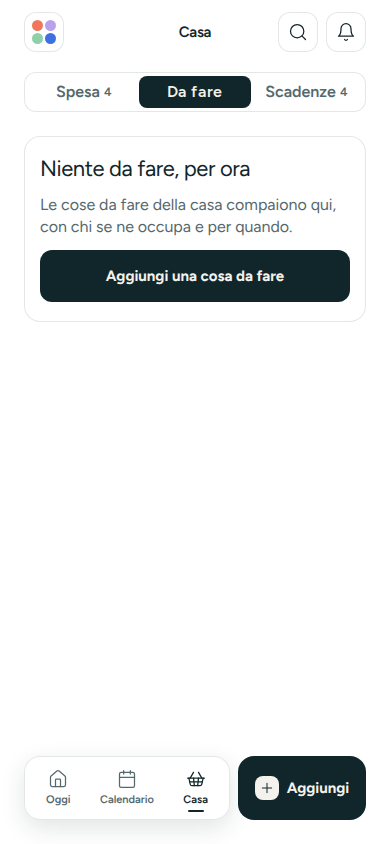 Casa
Spesa 4
Da fare
Scadenze 4
Niente da fare, per ora
Le cose da fare della casa compaiono qui,
con chi se ne occupa e per quando.
Aggiungi una cosa da fare
Oggi
Calendario
Casa
Aggiungi